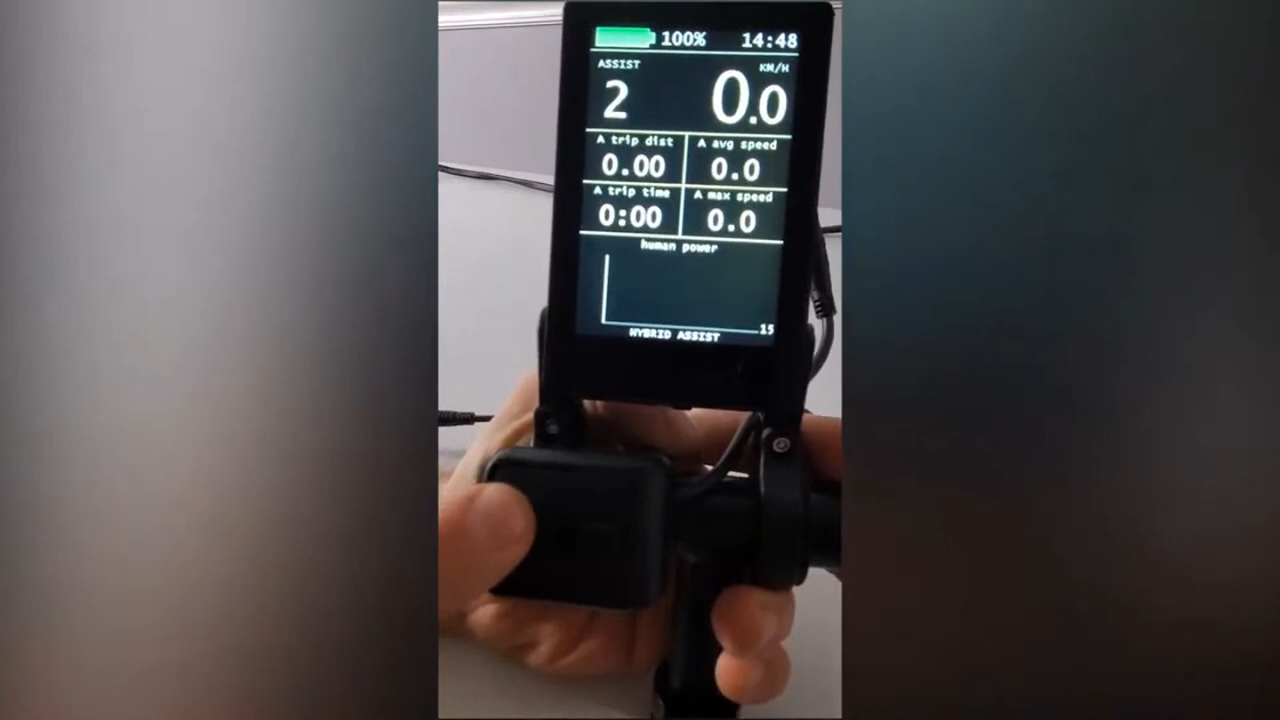 100% 14:48
ASSIST KM/H
2 0.0
A trip dist A avg speed
0.00 0.0
A trip time A max speed
0:00 0.0
human power
15
HYBRID ASSIST